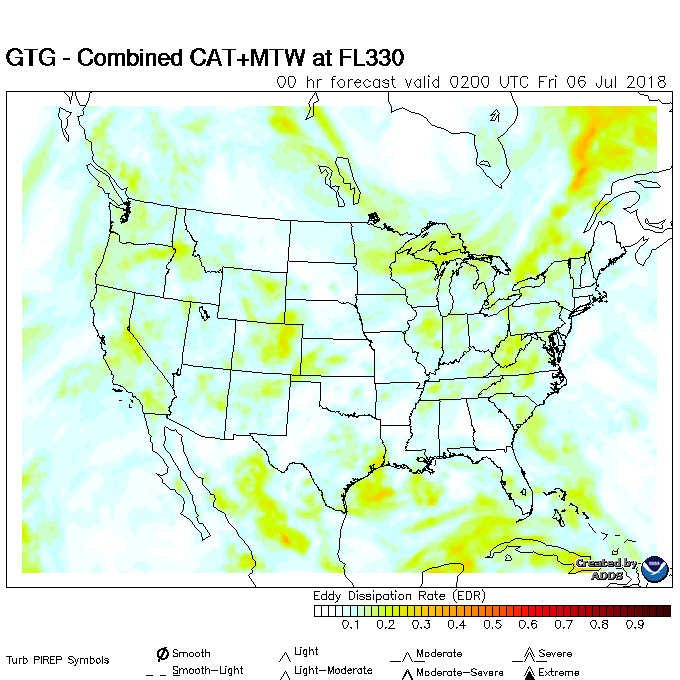 GTG - Combined CAT+MTW at FL330
00 hr forecast valid 0200 UTC Fri 06 Jul 2018
Created by
ADDS
Eddy Dissipation Rate (EDR)
0.1 0.2 0.3 0.4 0.5 0.6 0.7 0.8 0.9
Turb PIREP Symbols
Smooth Light Moderate Severe
Smooth-Light Light-Moderate Moderate-Severe Extreme